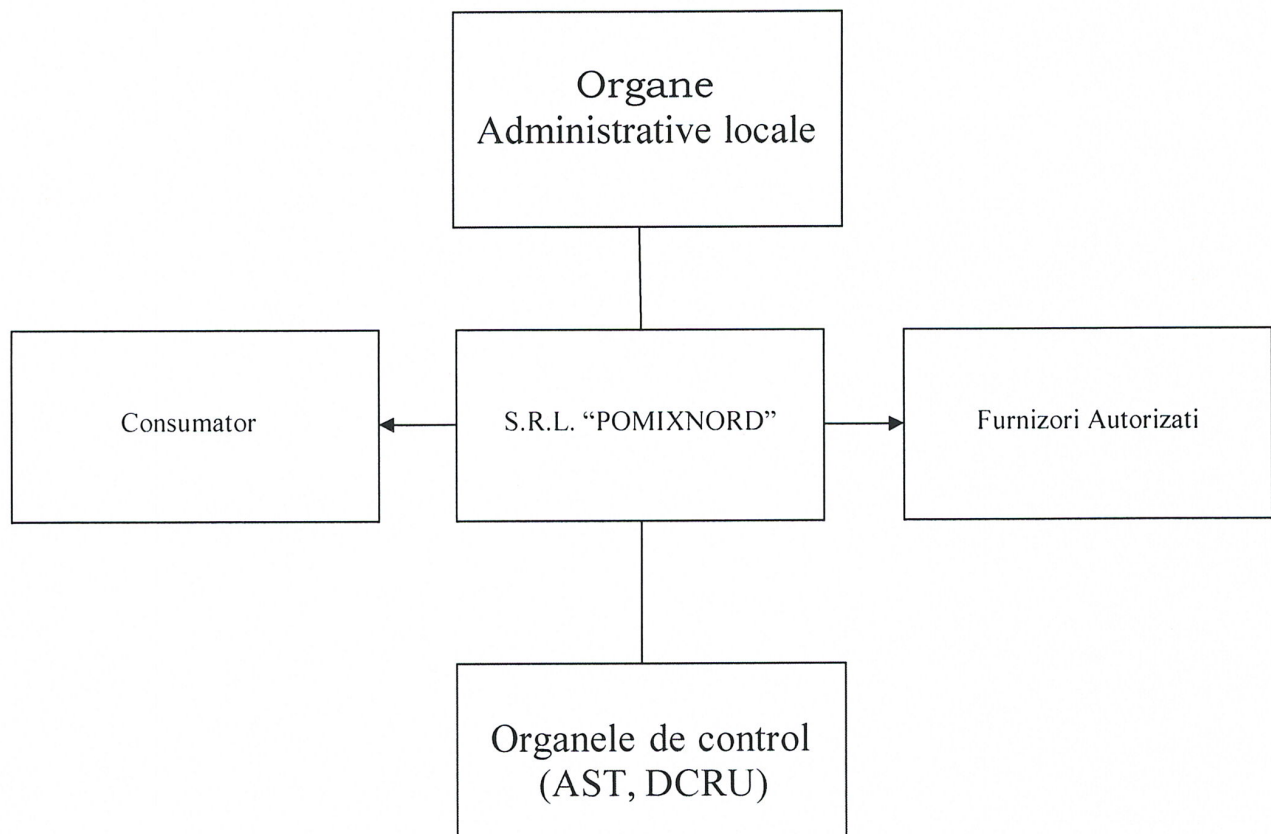 Organe
Administrative locale
Consumator
S.R.L. “POMIXNORD”
Furnizori Autorizati
Organele de control
(AST, DCRU)